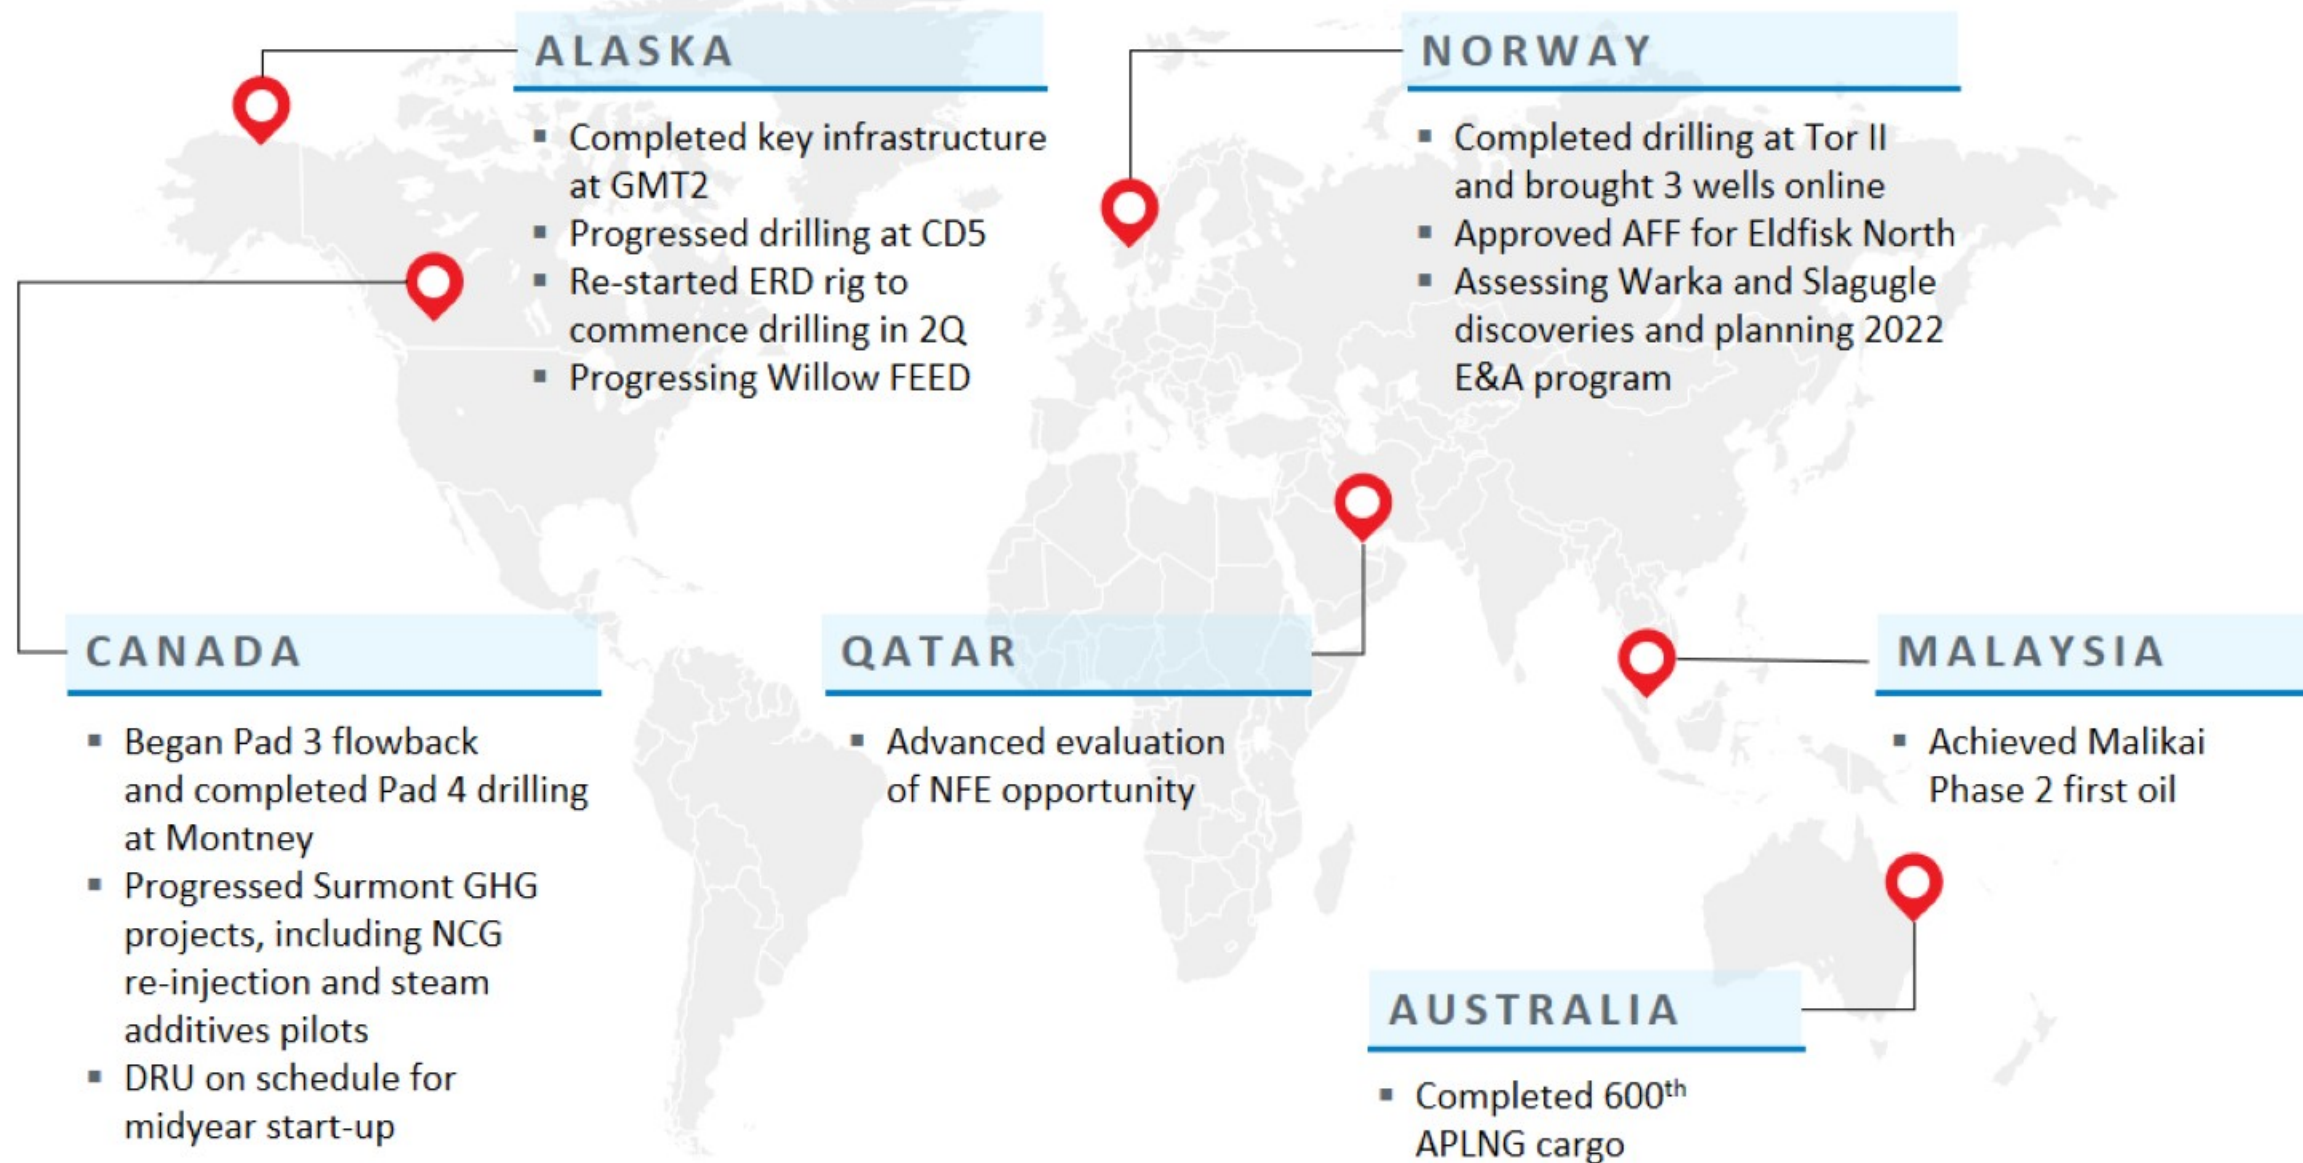 ALASKA
▪ Completed key infrastructure
at GMT2
▪ Progressed drilling at CD5
▪ Re-started ERD rig to
commence drilling in 2Q
▪ Progressing Willow FEED
NORWAY
▪ Completed drilling at Tor II
and brought 3 wells online
▪ Approved AFF for Eldfisk North
▪ Assessing Warka and Slagugle
discoveries and planning 2022
E&A program
CANADA
▪ Began Pad 3 flowback
and completed Pad 4 drilling
at Montney
▪ Progressed Surmont GHG
projects, including NCG
re-injection and steam
additives pilots
▪ DRU on schedule for
midyear start-up
QATAR
▪ Advanced evaluation
of NFE opportunity
MALAYSIA
▪ Achieved Malikai
Phase 2 first oil
AUSTRALIA
▪ Completed 600th
APLNG cargo